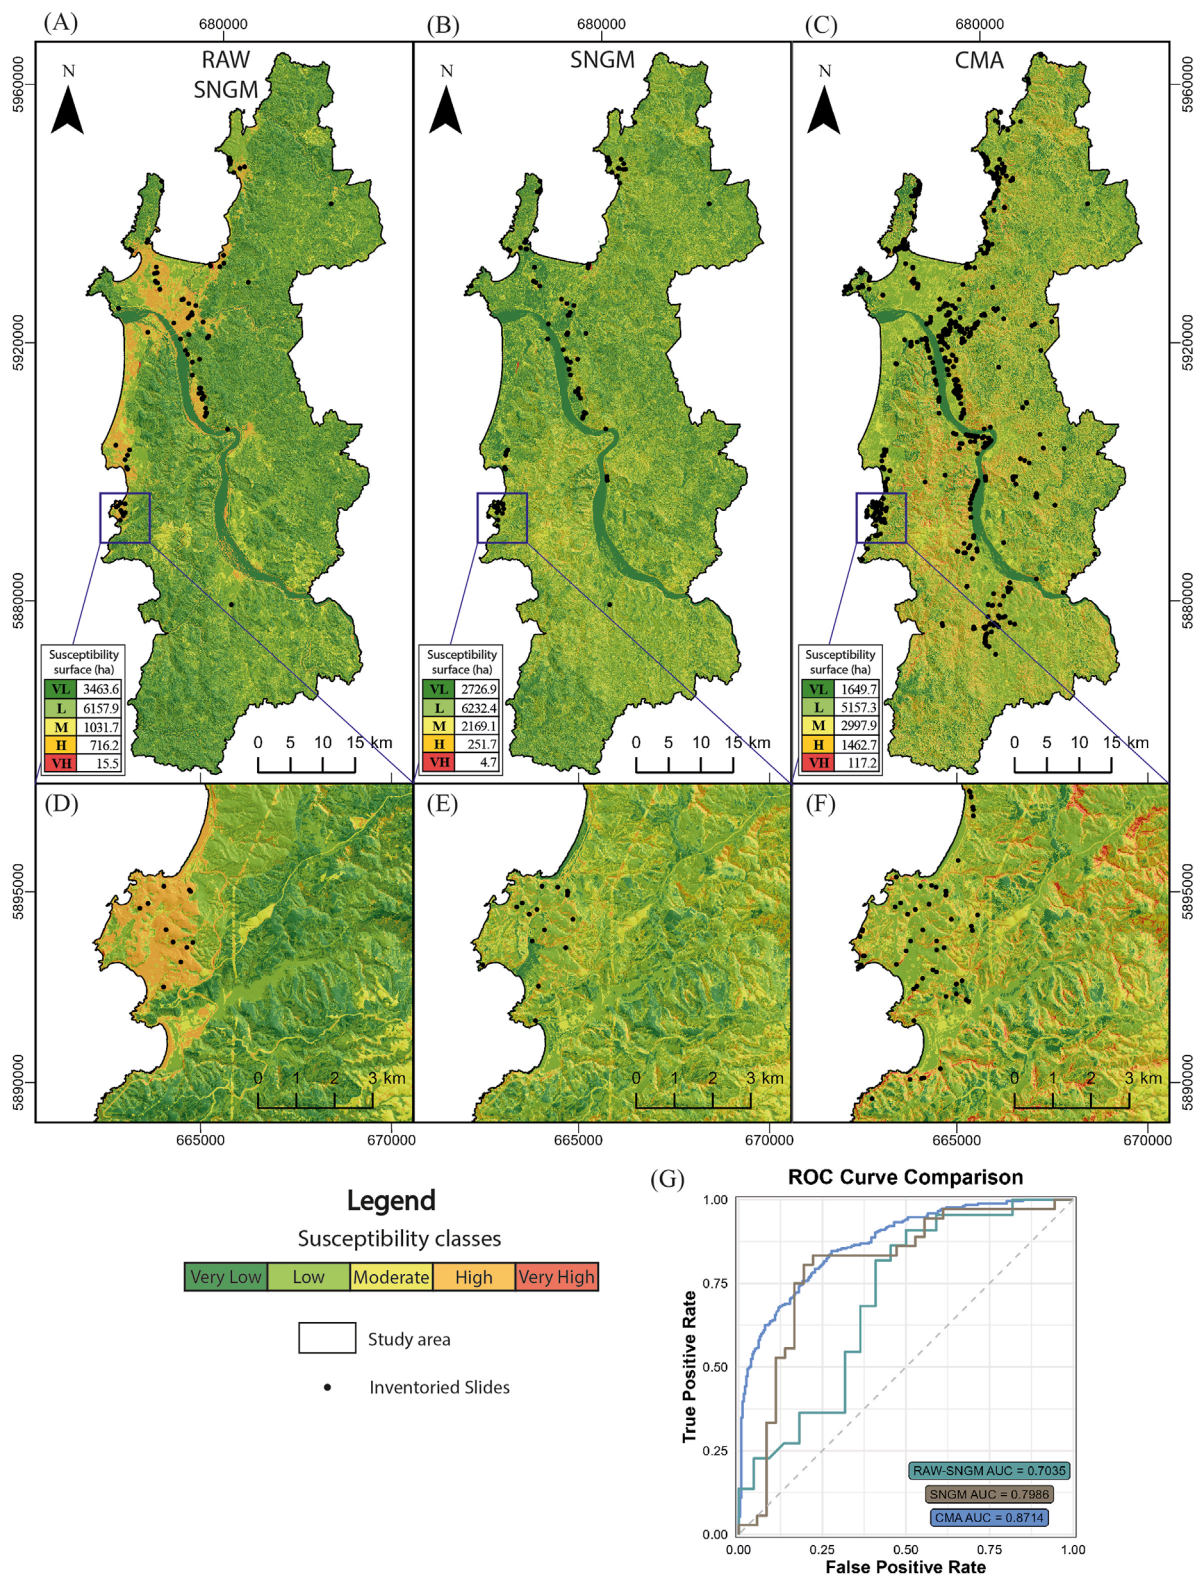 (A)
680000
(B)
680000
(C)
680000
RAW
SNGM
SNGM
CMA
N
N
N
5960000
5960000
5920000
5920000
5880000
5880000
Susceptibility
surface (ha)
VL 3463.6
L 6157.9
M 1031.7
H 716.2
VH 15.5
0 5 10 15 km
Susceptibility
surface (ha)
VL 2726.9
L 6232.4
M 2169.1
H 251.7
VH 4.7
0 5 10 15 km
Susceptibility
surface (ha)
VL 1649.7
L 5157.3
M 2997.9
H 1462.7
VH 117.2
0 5 10 15 km
(D)
(E)
(F)
5895000
5895000
5890000
5890000
0 1 2 3 km
0 1 2 3 km
0 1 2 3 km
665000
670000
665000
670000
665000
670000
Legend
Susceptibility classes
Very Low Low Moderate High Very High
Study area
Inventoried Slides
(G)
ROC Curve Comparison
True Positive Rate
1.00
0.75
0.50
0.25
0.00
RAW-SNGM AUC = 0.7035
SNGM AUC = 0.7986
CMA AUC = 0.8714
0.00 0.25 0.50 0.75 1.00
False Positive Rate